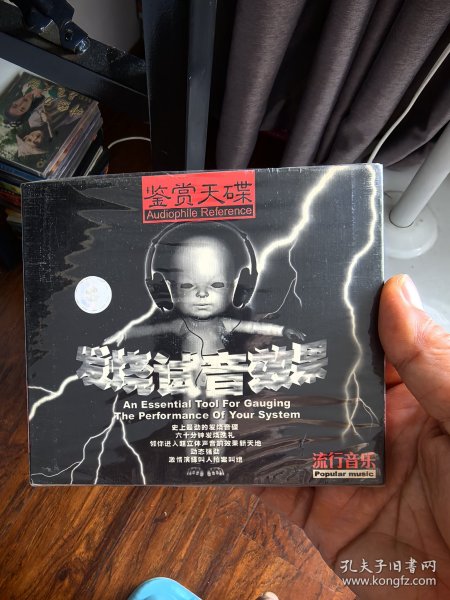 鉴赏天碟
Audiophile Reference
发烧试音效果
An Essential Tool For Gauging
The Performance Of Your System
史上最劲的发烧音碟
六十分钟发烧洗礼
领你进入超立体声音响效果新天地
动态强劲
激情演绎叫人拍案叫绝
流行音乐
Popular music
孔夫子旧书网
www.kongfz.com